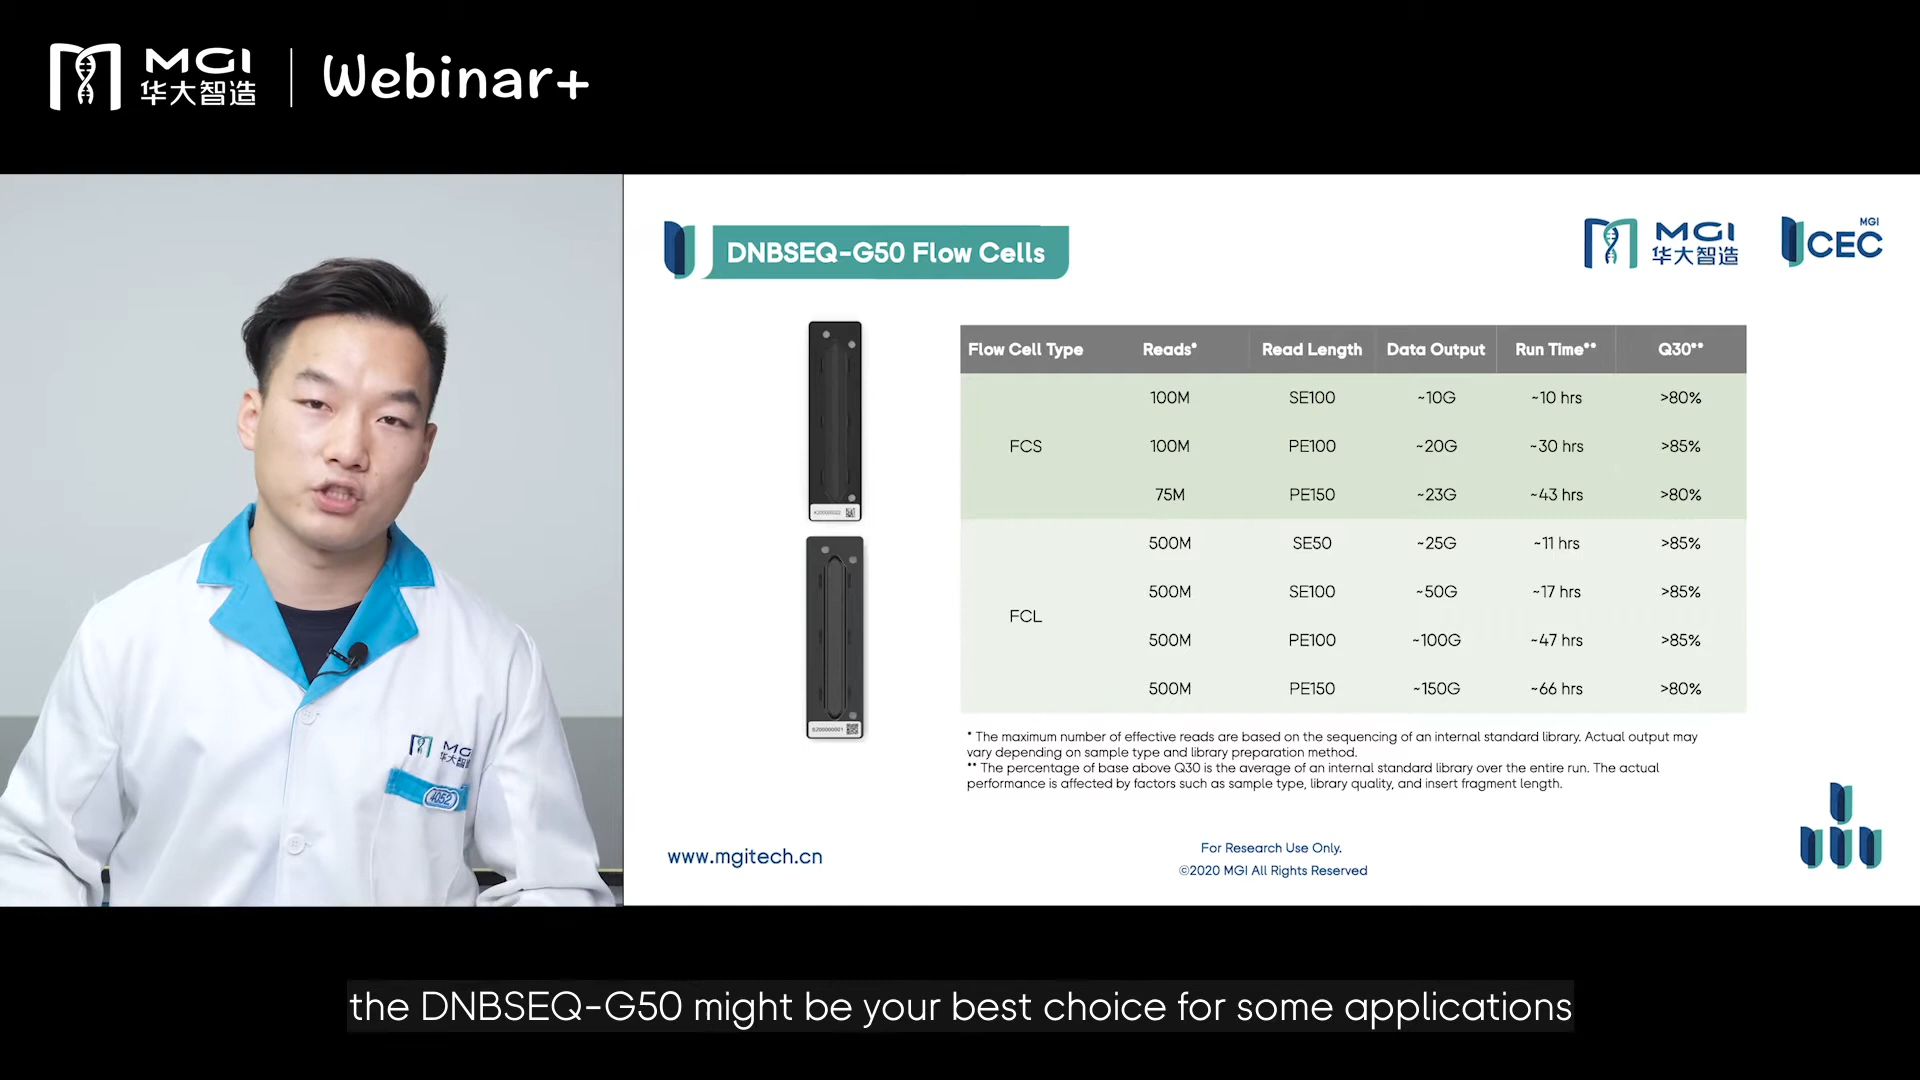 MGI
华大智造
Webinar+
DNBSEQ-G50 Flow Cells
MGI
华大智造
MGI
CEC
Flow Cell Type Reads* Read Length Data Output Run Time** Q30**
FCS
100M SE100 ~10G ~10 hrs >80%
100M PE100 ~20G ~30 hrs >85%
75M PE150 ~23G ~43 hrs >80%
FCL
500M SE50 ~25G ~11 hrs >85%
500M SE100 ~50G ~17 hrs >85%
500M PE100 ~100G ~47 hrs >85%
500M PE150 ~66 hrs >80%
* The maximum number of effective reads are based on the sequencing of an internal standard library. Actual output may
vary depending on sample type and library preparation method.
** The percentage of base above Q30 is the average of an internal standard library over the entire run. The actual
performance is affected by factors such as sample type, library quality, and insert fragment length.
www.mgitech.cn
For Research Use Only.
©2020 MGI All Rights Reserved
MG
华大智
4052
the DNBSEQ-G50 might be your best choice for some applications